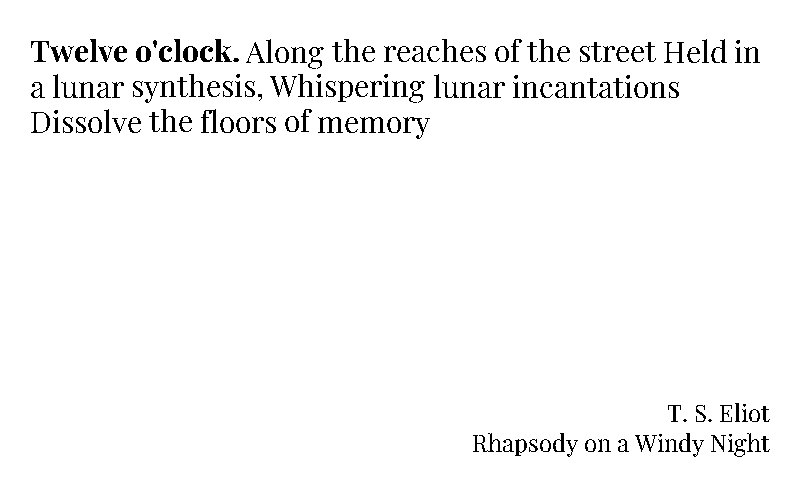 Twelve o'clock. Along the reaches of the street Held in
a lunar synthesis, Whispering lunar incantations
Dissolve the floors of memory
T. S. Eliot
Rhapsody on a Windy Night